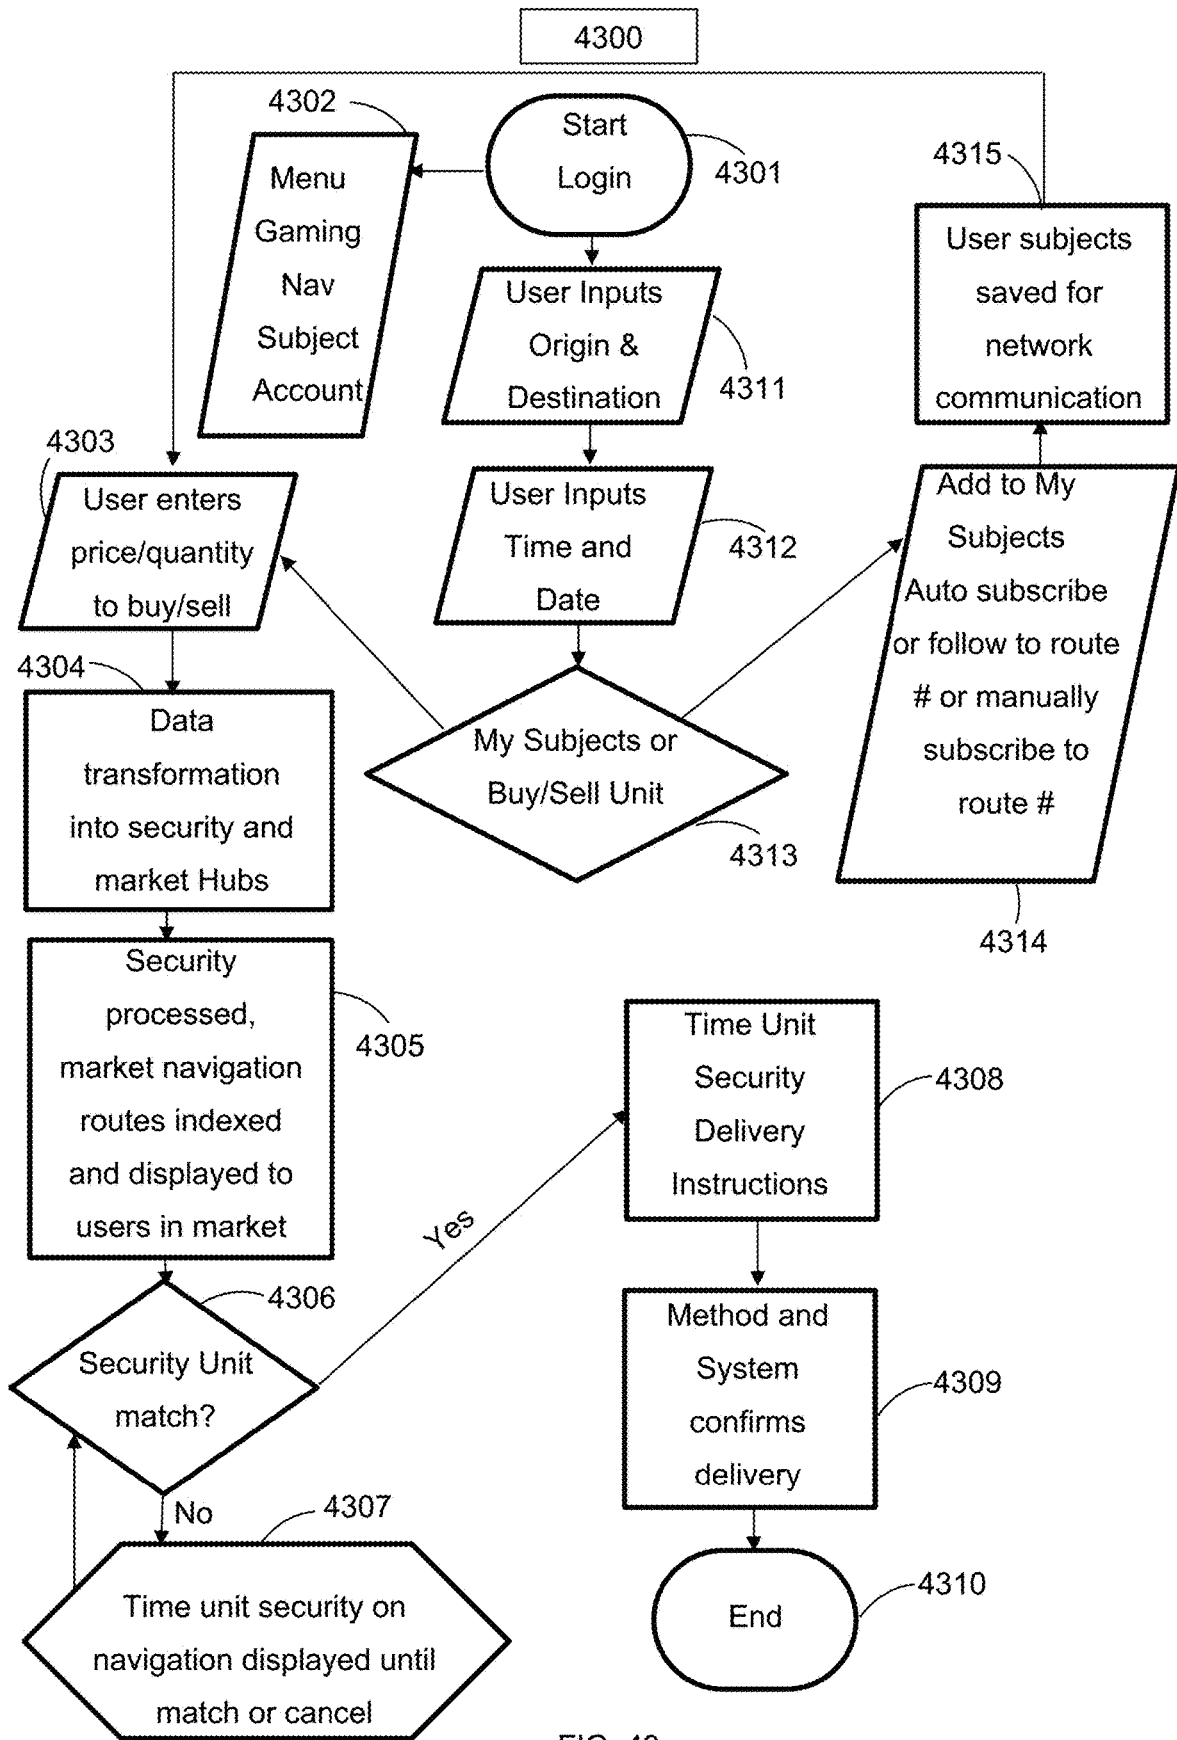 4300
4302
Start
Login
4301
Menu
Gaming
Nav
Subject
Account
User Inputs
Origin &
Destination
4311
4315
User subjects
saved for
network
communication
4303
User enters
price/quantity
to buy/sell
User Inputs
Time and
Date
4312
Add to My
Subjects
Auto subscribe
or follow to route
# or manually
subscribe to
route #
4314
4304
Data
transformation
into security and
market Hubs
My Subjects or
Buy/Sell Unit
4313
Security
processed,
market navigation
routes indexed
and displayed to
users in market
4305
Time Unit
Security
Delivery
Instructions
4308
Yes
4306
Security Unit
match?
No
4307
Time unit security on
navigation displayed until
match or cancel
Method and
System
confirms
delivery
4309
End
4310